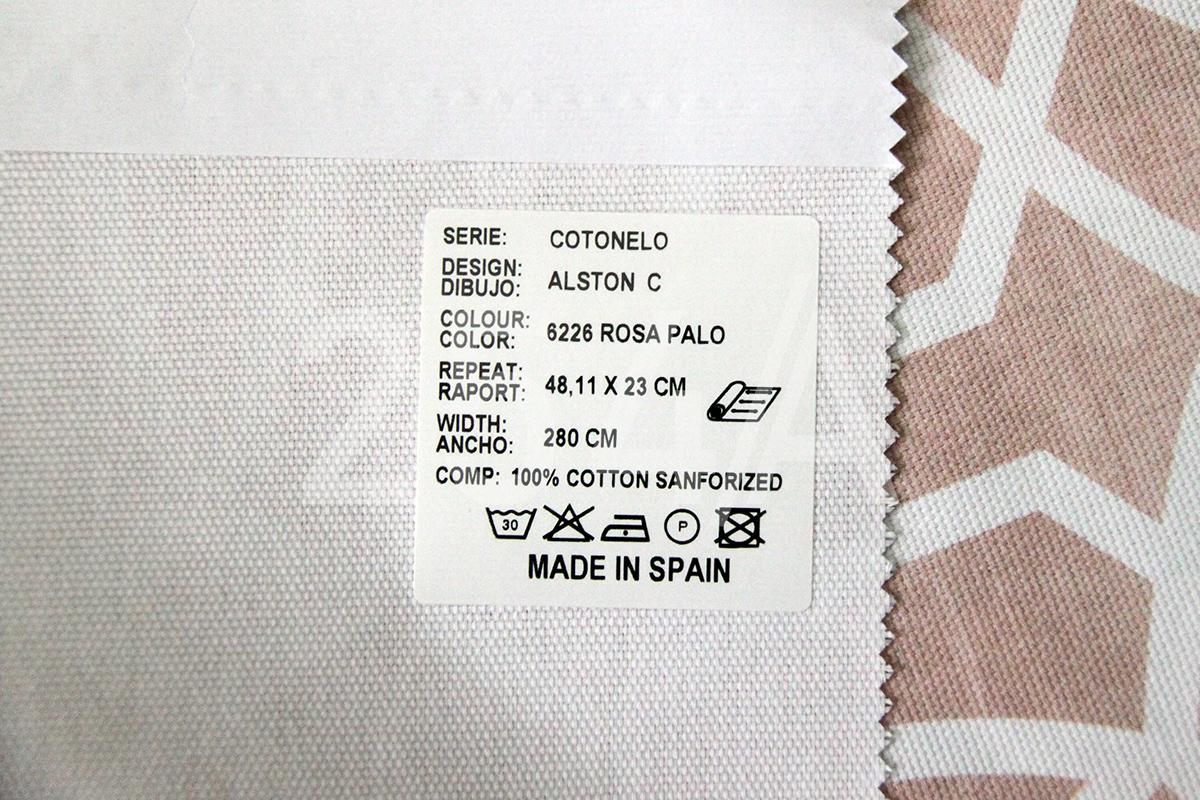 SERIE: COTONELO
DESIGN:
DIBUJO: ALSTON C
COLOUR:
COLOR: 6226 ROSA PALO
REPEAT:
RAPORT: 48,11 X 23 CM
WIDTH:
ANCHO: 280 CM
COMP: 100% COTTON SANFORIZED
30 P
MADE IN SPAIN